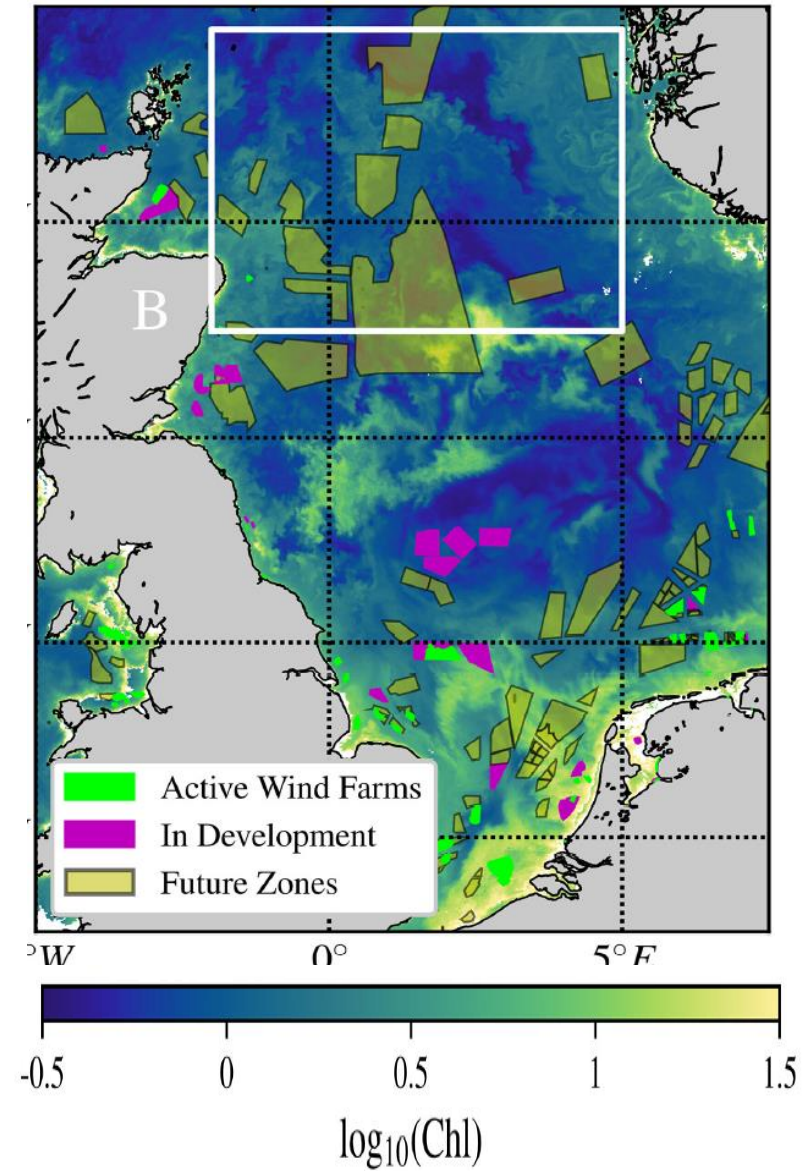 B
Active Wind Farms
In Development
Future Zones
°W 0° 5°E
-0.5 0 0.5 1 1.5
log₁₀(Chl)